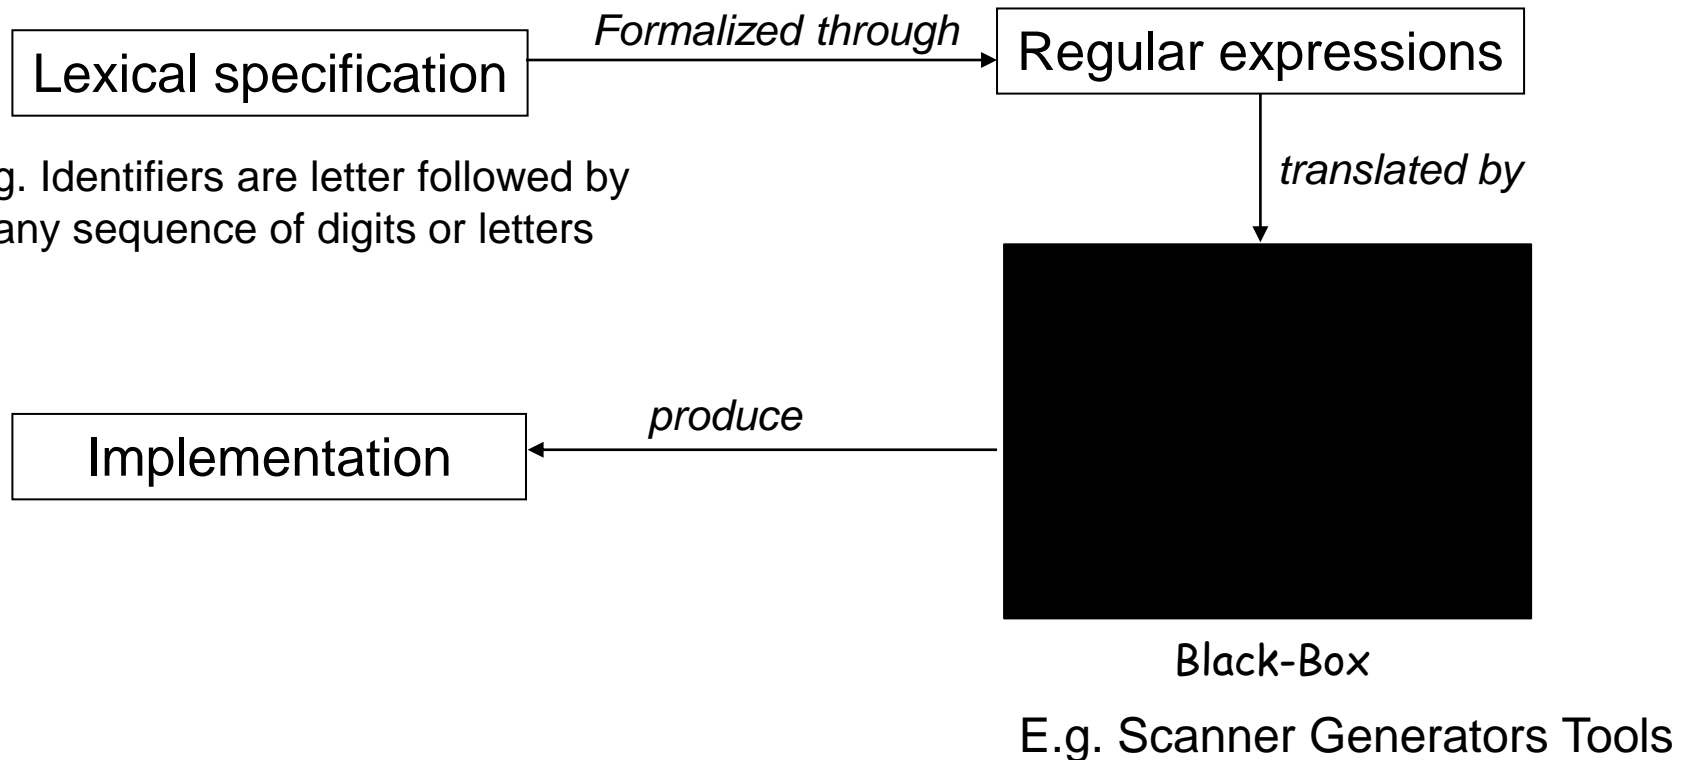 Formalized through
Lexical specification
Regular expressions
g. Identifiers are letter followed by
any sequence of digits or letters
translated by
produce
Implementation
Black-Box
E.g. Scanner Generators Tools